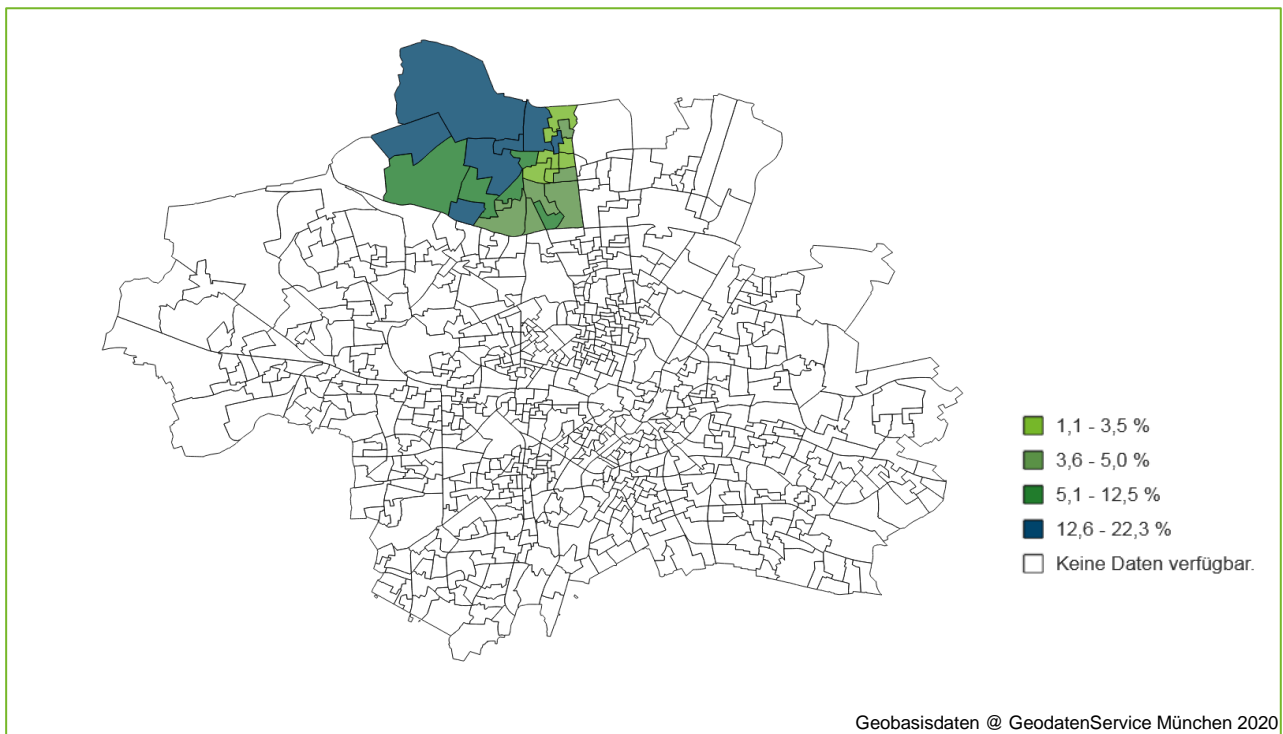 1,1 - 3,5 %
3,6 - 5,0 %
5,1 - 12,5 %
12,6 - 22,3 %
Keine Daten verfügbar.
Geobasisdaten @ GeodatenService München 2020